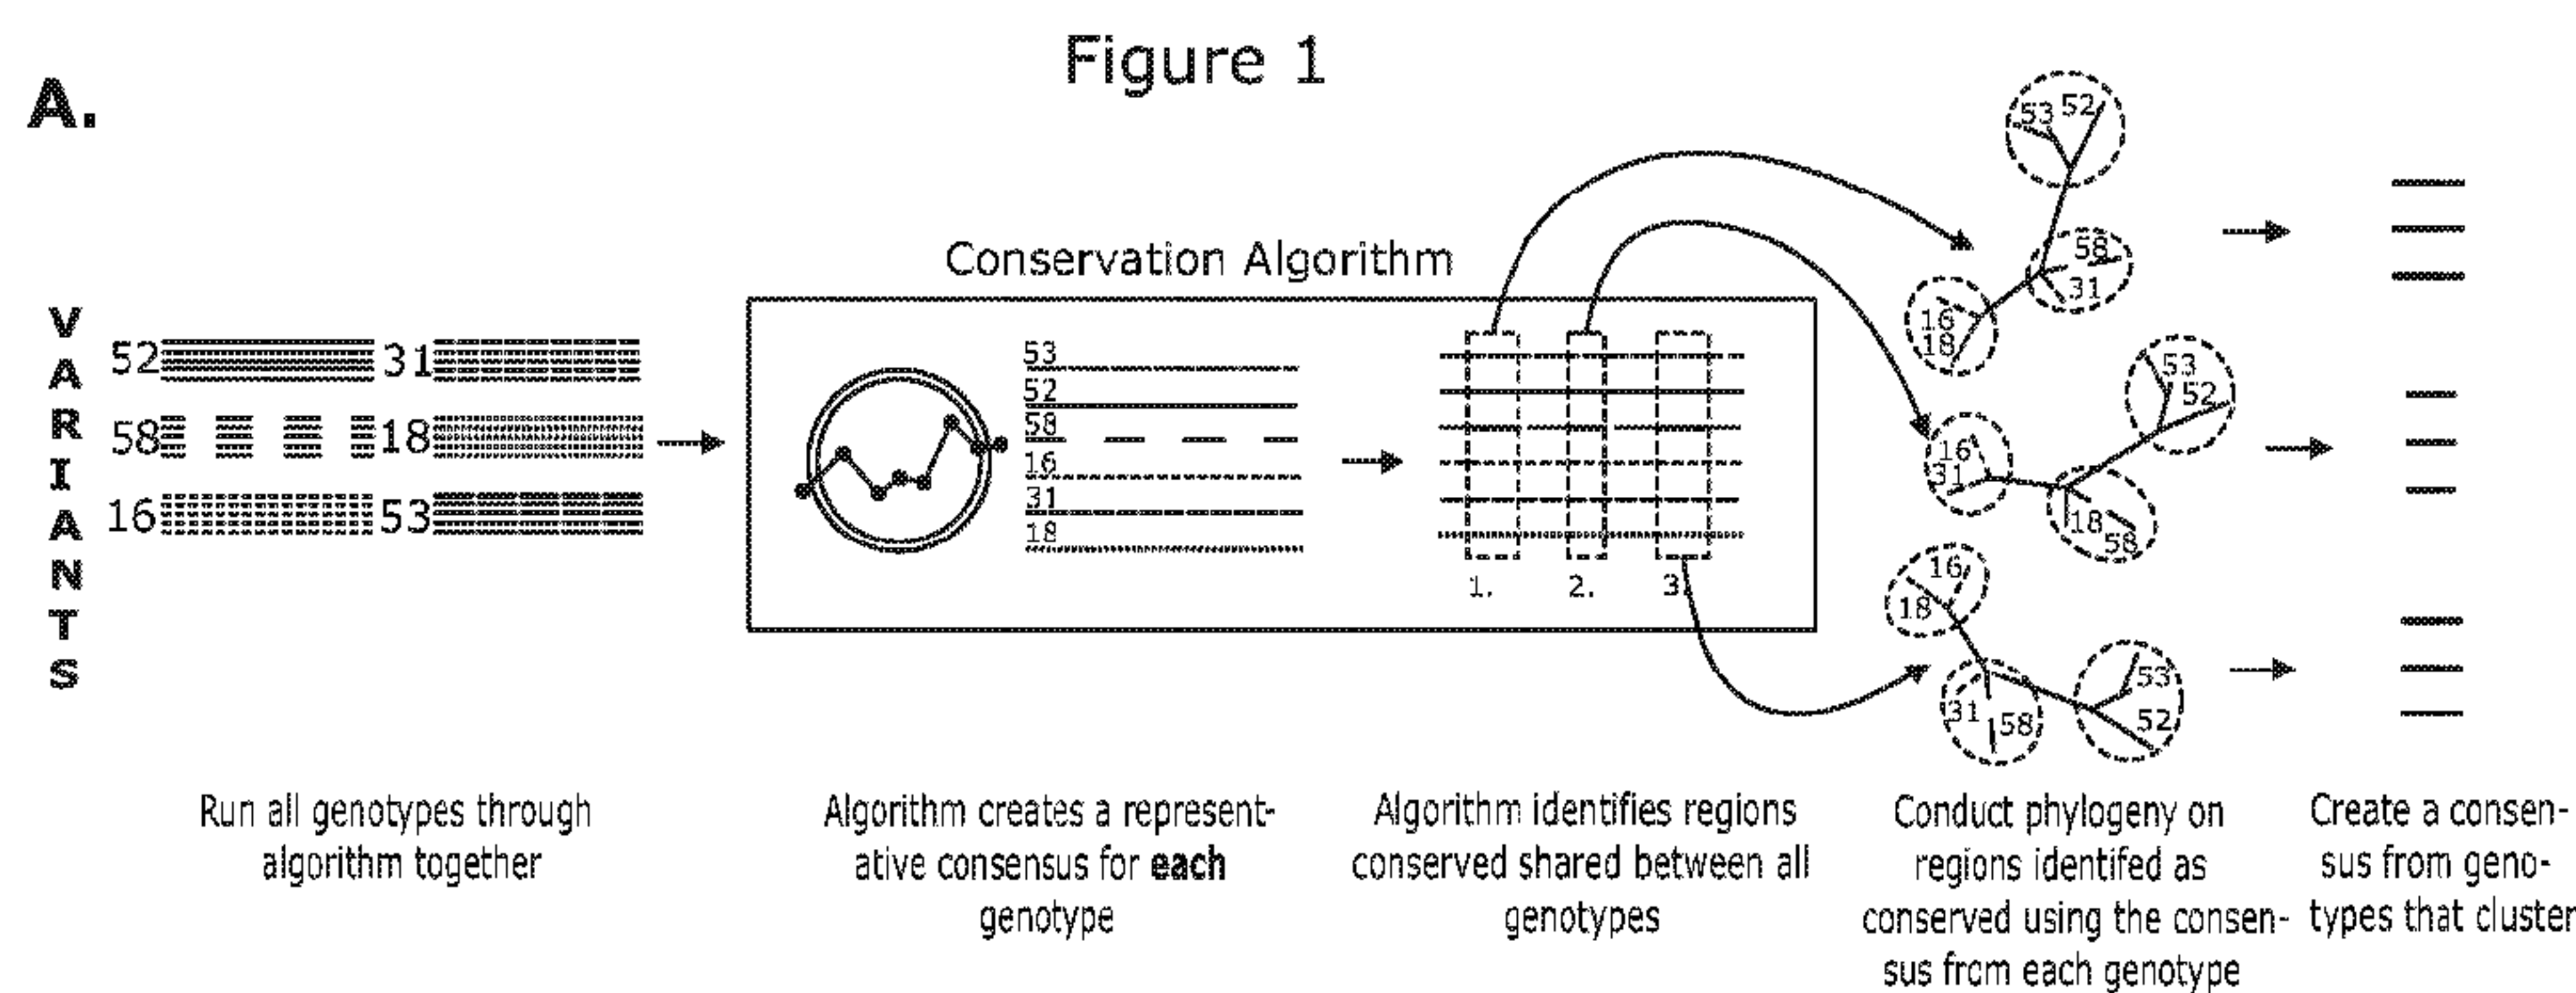 Figure 1
A.
Conservation Algorithm
VARIANTS
52 31
58 18
16 53
53
52
58
16
31
18
1. 2. 3.
53 52
58
31
16
18
53
52
16
31
18
58
16
18
31
58
53
52
Run all genotypes through
algorithm together
Algorithm creates a represent-
ative consensus for each
genotype
Algorithm identifies regions
conserved shared between all
genotypes
Conduct phylogeny on
regions identifed as
conserved using the consen-
sus from each genotype
Create a consen-
sus from geno-
types that cluster